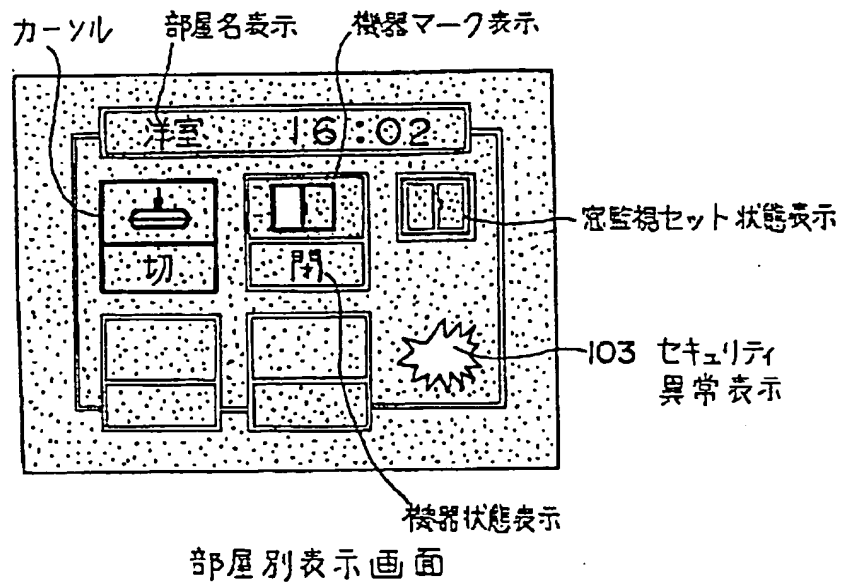 カーソル 部屋名表示 機器マーク表示
洋室 16:02
窓監視セット状態表示
切 閉
103 セキュリティ
異常表示
機器状態表示
部屋別表示画面